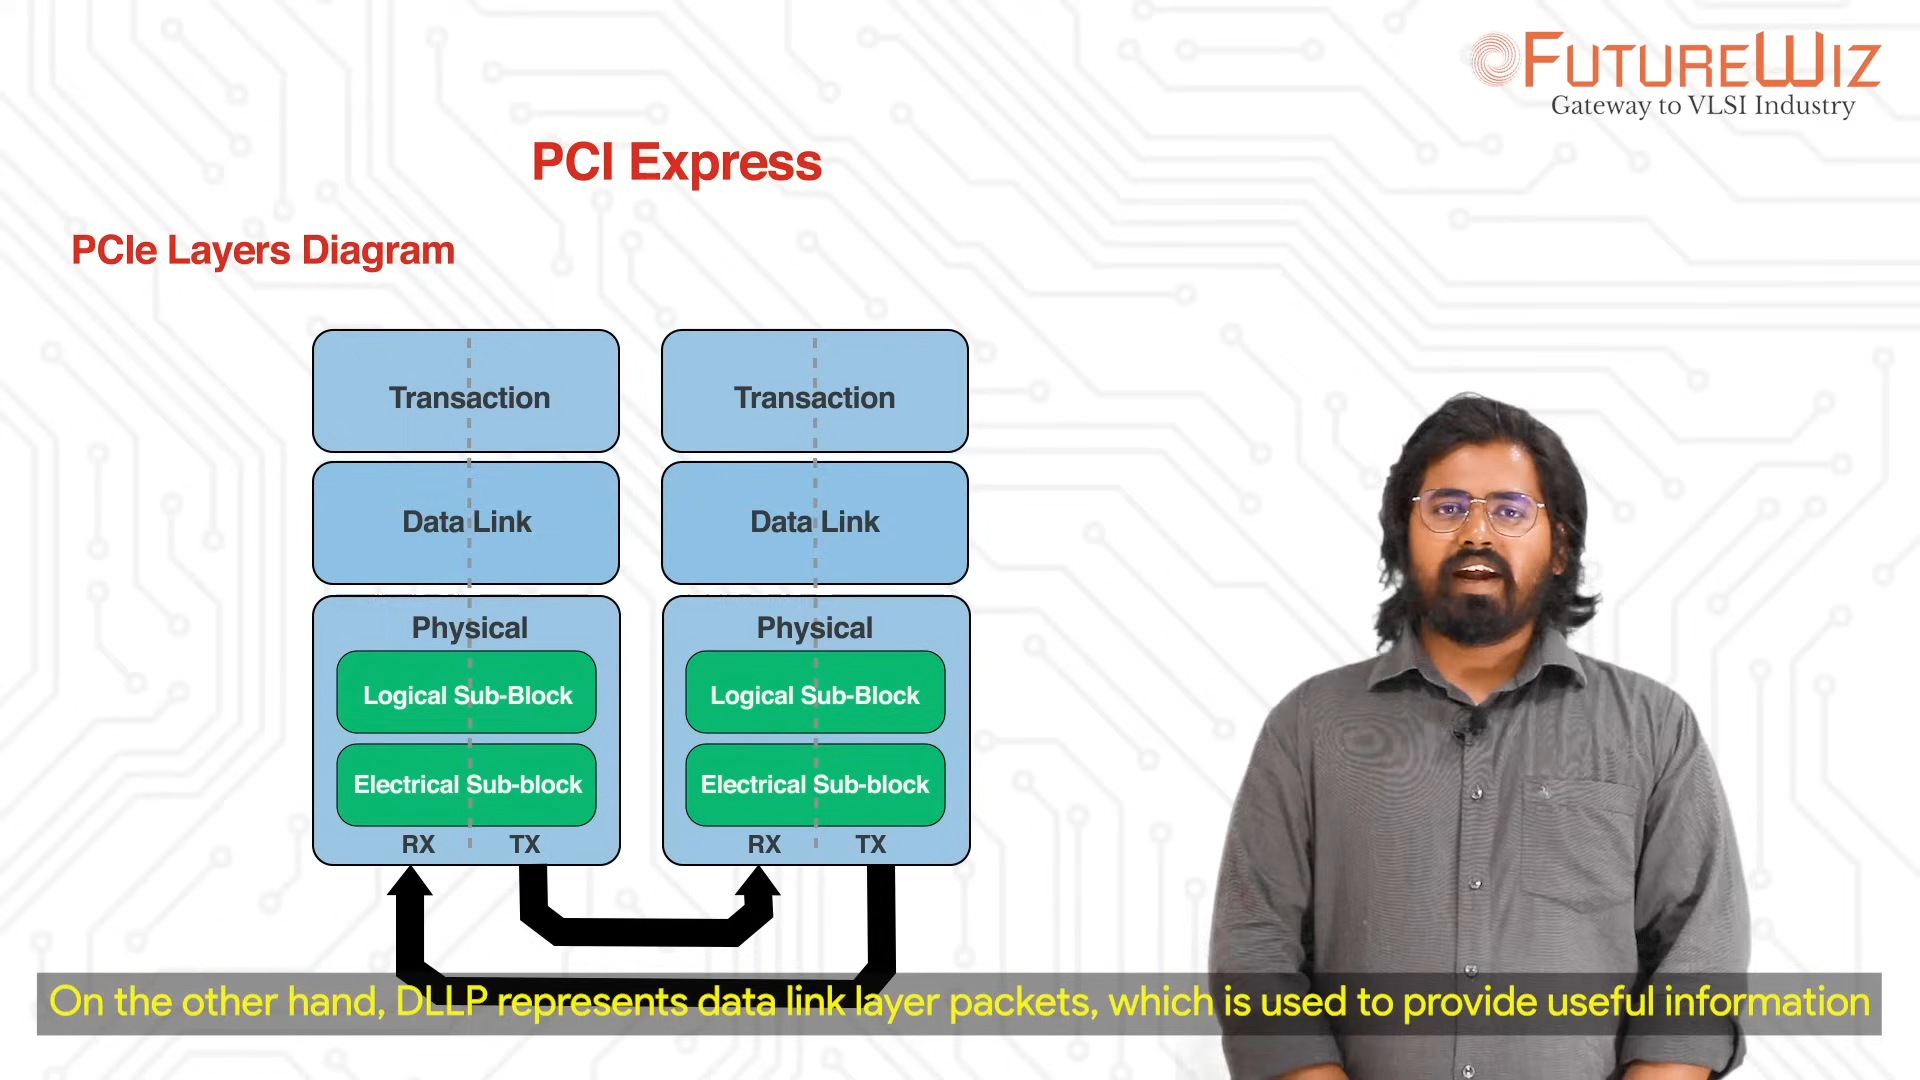 FUTUREWIZ
Gateway to VLSI Industry
PCI Express
PCIe Layers Diagram
Transaction
Transaction
Data Link
Data Link
Physical
Physical
Logical Sub-Block
Logical Sub-Block
Electrical Sub-block
Electrical Sub-block
RX TX
RX TX
On the other hand, DLLP represents data link layer packets, which is used to provide useful information